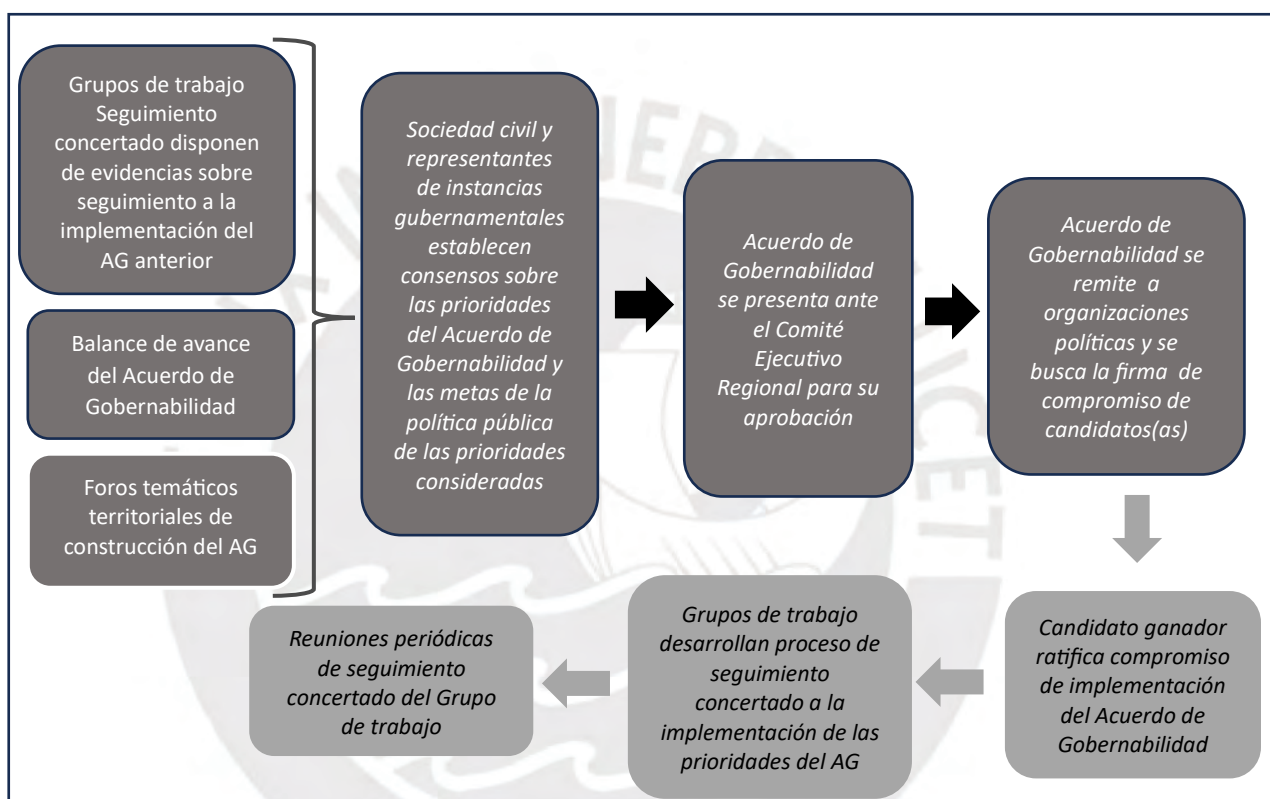 Grupos de trabajo
Seguimiento
concertado disponen
de evidencias sobre
seguimiento a la
implementación del
AG anterior
Balance de avance
del Acuerdo de
Gobernabilidad
Foros temáticos
territoriales de
construcción del AG
Sociedad civil y
representantes
de instancias
gubernamentales
establecen
consensos sobre
las prioridades
del Acuerdo de
Gobernabilidad y
las metas de la
política pública
de las prioridades
consideradas
Acuerdo de
Gobernabilidad
se presenta ante
el Comité
Ejecutivo
Regional para su
aprobación
Acuerdo de
Gobernabilidad se
remite a
organizaciones
políticas y se
busca la firma de
compromiso de
candidatos(as)
Candidato ganador
ratifica compromiso
de implementación
del Acuerdo de
Gobernabilidad
Grupos de trabajo
desarrollan proceso de
seguimiento
concertado a la
implementación de las
prioridades del AG
Reuniones periódicas
de seguimiento
concertado del Grupo
de trabajo